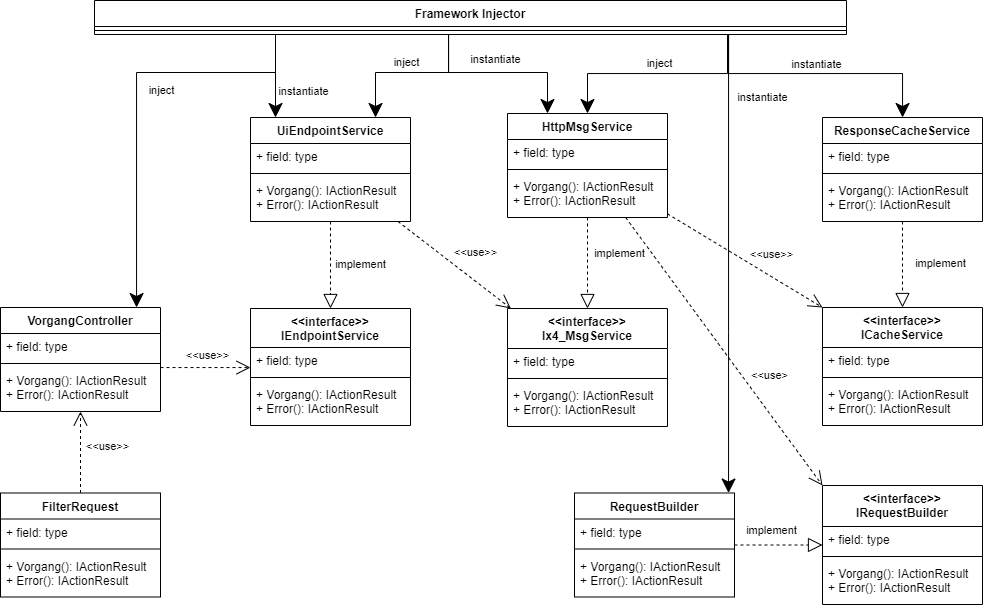 Framework Injector
inject
instantiate
inject
instantiate
inject
instantiate
instantiate
UiEndpointService
+ field: type
+ Vorgang(): IActionResult
+ Error(): IActionResult
HttpMsgService
+ field: type
+ Vorgang(): IActionResult
+ Error(): IActionResult
ResponseCacheService
+ field: type
+ Vorgang(): IActionResult
+ Error(): IActionResult
implement
<<use>>
implement
<<use>>
implement
VorgangController
+ field: type
+ Vorgang(): IActionResult
+ Error(): IActionResult
<<use>>
<<interface>>
IEndpointService
+ field: type
+ Vorgang(): IActionResult
+ Error(): IActionResult
<<interface>>
Ix4_MsgService
+ field: type
+ Vorgang(): IActionResult
+ Error(): IActionResult
<<use>
<<interface>>
ICacheService
+ field: type
+ Vorgang(): IActionResult
+ Error(): IActionResult
<<use>>
FilterRequest
+ field: type
+ Vorgang(): IActionResult
+ Error(): IActionResult
RequestBuilder
+ field: type
+ Vorgang(): IActionResult
+ Error(): IActionResult
implement
<<interface>>
IRequestBuilder
+ field: type
+ Vorgang(): IActionResult
+ Error(): IActionResult